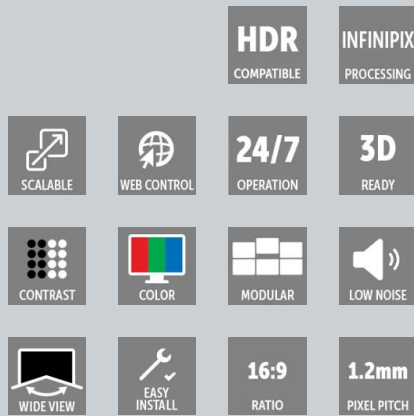 HDR
COMPATIBLE
INFINIPIX
PROCESSING
SCALABLE
WEB CONTROL
24/7
OPERATION
3D
READY
CONTRAST
COLOR
MODULAR
LOW NOISE
WIDE VIEW
EASY
INSTALL
16:9
RATIO
1.2mm
PIXEL PITCH